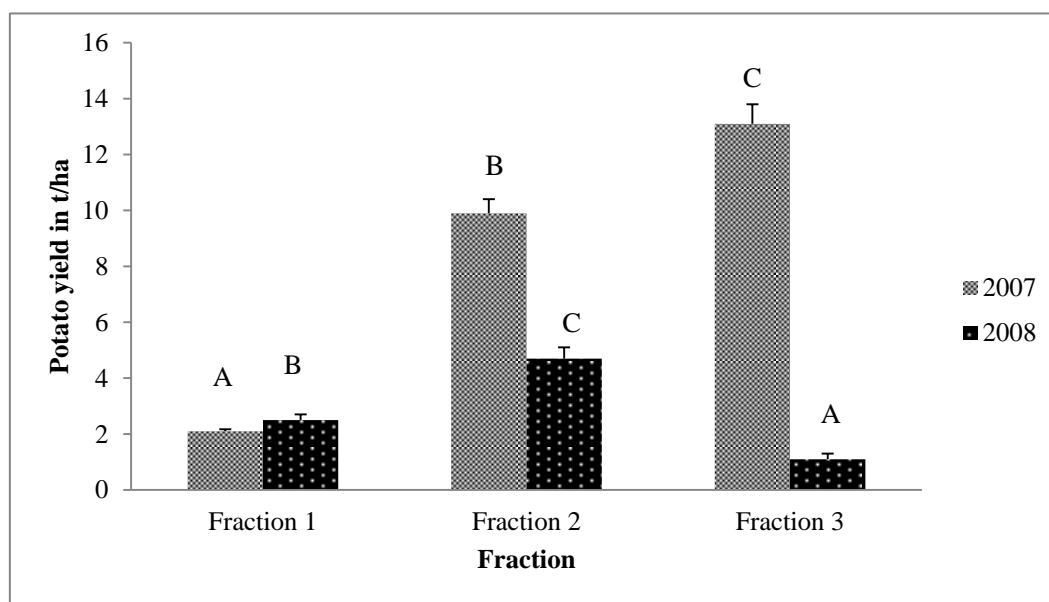 Potato yield in t/ha
16
14
12
10
8
6
4
2
0
A
B
B
C
C
A
Fraction 1
Fraction 2
Fraction 3
Fraction
2007
2008